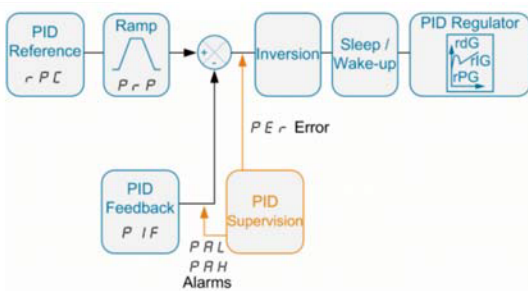 PID
Reference
rPC
Ramp
PrP
+
-
Inversion
Sleep /
Wake-up
PID Regulator
rdG
rIG
rPG
PEr Error
PID
Feedback
PIF
PID
Supervision
PAL
PAH
Alarms